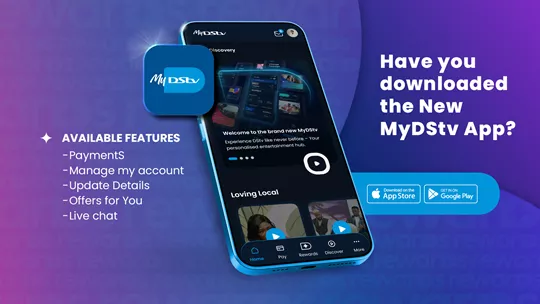 MyDStv
Discovery
My DStv
Welcome to the brand new MyDStv
Experience DStv like never before – Your
personalised entertainment hub.
Loving Local
Home
Pay
Rewards
Discover
More
AVAILABLE FEATURES
-PaymentS
-Manage my account
-Update Details
-Offers for You
-Live chat
Have you
downloaded
the New
MyDStv App?
Download on the
App Store
GET IT ON
Google Play